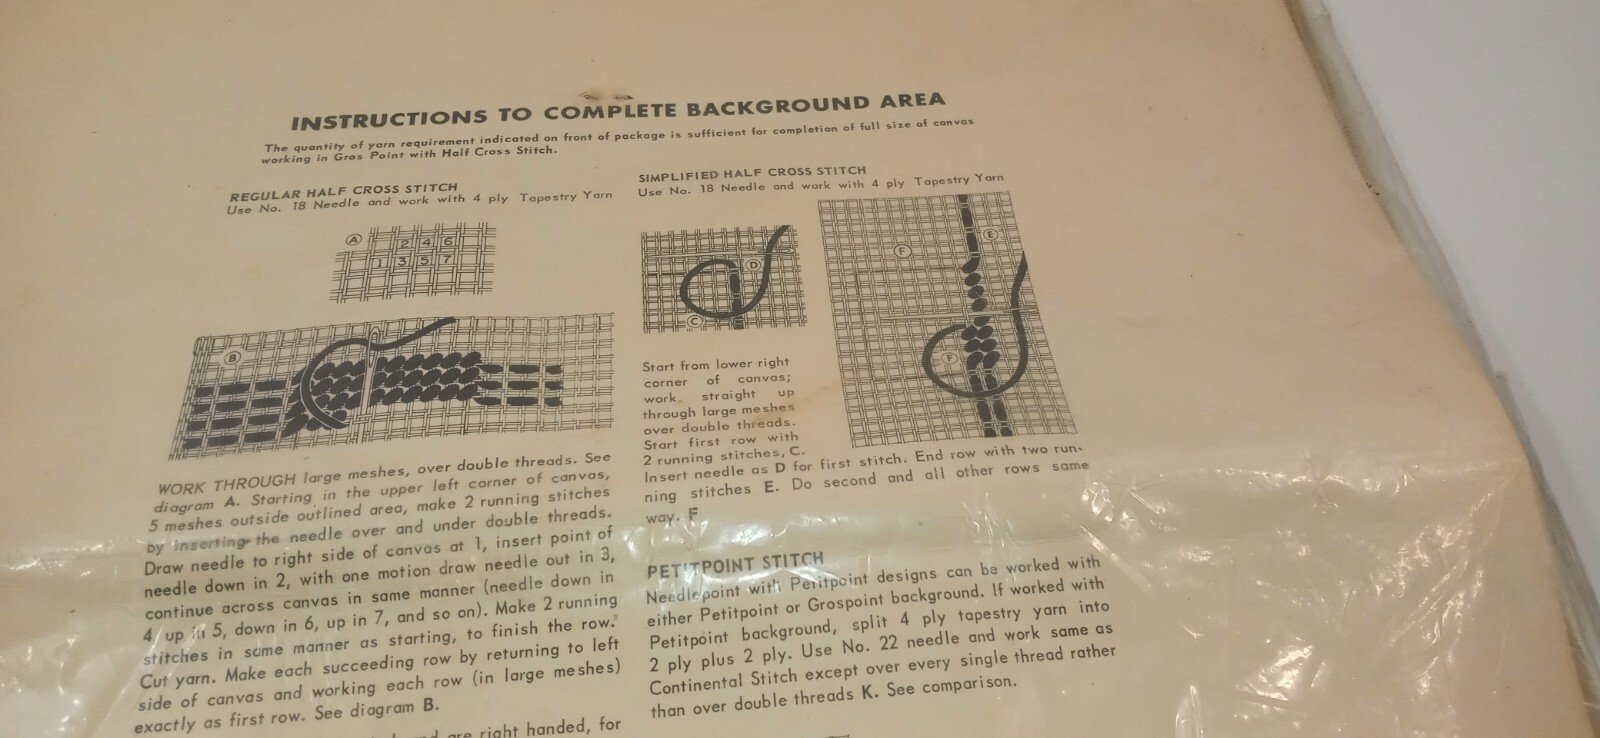 INSTRUCTIONS TO COMPLETE BACKGROUND AREA
The quantity of yarn requirement indicated on front of package is sufficient for completion of full size of canvas
working in Gros Point with Half Cross Stitch.
REGULAR HALF CROSS STITCH
Use No. 18 Needle and work with 4 ply Tapestry Yarn
A
2 4 6
1 3 5 7
B
WORK THROUGH large meshes, over double threads. See
diagram A. Starting in the upper left corner of canvas,
5 meshes outside outlined area, make 2 running stitches
by inserting the needle over and under double threads.
Draw needle to right side of canvas at 1, insert point of
needle down in 2, with one motion draw needle out in 3,
continue across canvas in same manner (needle down in
4, up in 5, down in 6, up in 7, and so on). Make 2 running
stitches in same manner as starting, to finish the row.
Cut yarn. Make each succeeding row by returning to left
side of canvas and working each row (in large meshes)
exactly as first row. See diagram B.
are right handed, for
SIMPLIFIED HALF CROSS STITCH
Use No. 18 Needle and work with 4 ply Tapestry Yarn
D
C
E
F
F
Start from lower right
corner of canvas;
work straight up
through large meshes
over double threads.
Start first row with
2 running stitches, C.
Insert needle as D for first stitch. End row with two run-
ning stitches E. Do second and all other rows same
way. F
PETITPOINT STITCH
Needlepoint with Petitpoint designs can be worked with
either Petitpoint or Grospoint background. If worked with
Petitpoint background, split 4 ply tapestry yarn into
2 ply plus 2 ply. Use No. 22 needle and work same as
Continental Stitch except over every single thread rather
than over double threads K. See comparison.